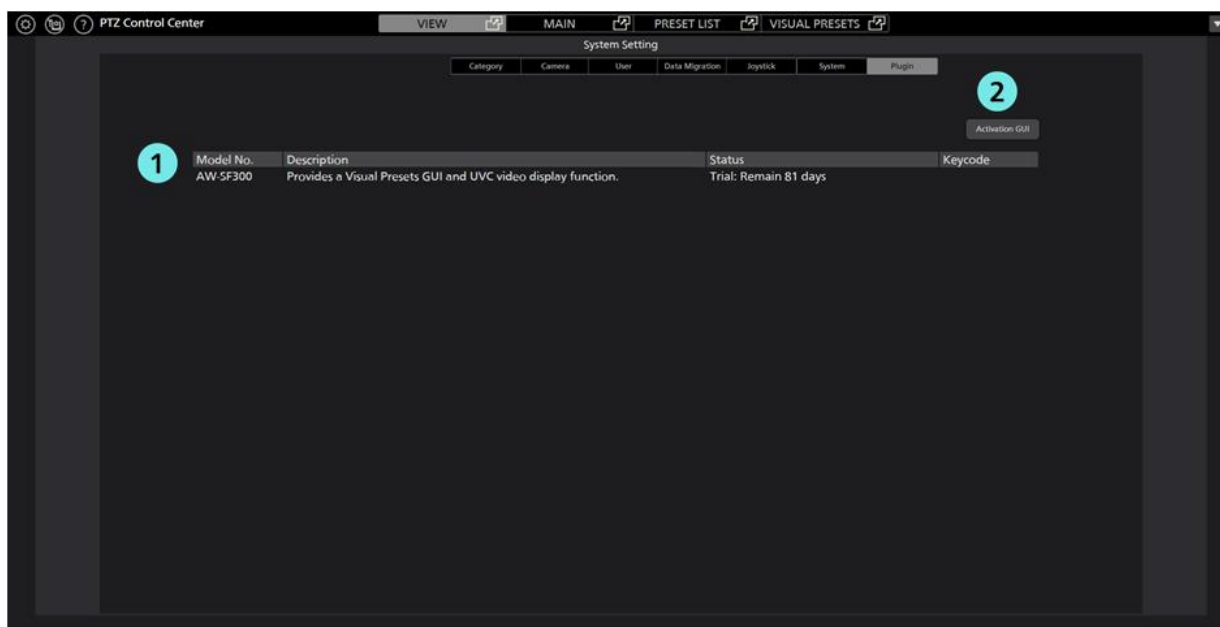 ? PTZ Control Center VIEW MAIN PRESET LIST VISUAL PRESETS
System Setting
Category Camera User Data Migration Joystick System Plugin
2
Activation GUI
1
Model No. Description Status Keycode
AW-SF300 Provides a Visual Presets GUI and UVC video display function. Trial: Remain 81 days